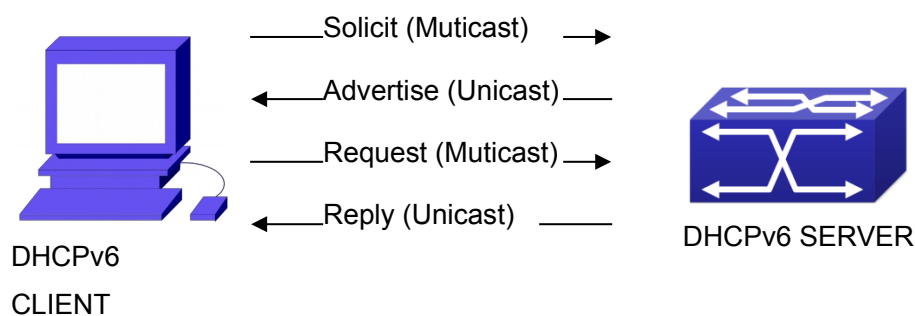 Solicit (Muticast)
Advertise (Unicast)
Request (Muticast)
Reply (Unicast)
DHCPv6 SERVER
DHCPv6
CLIENT